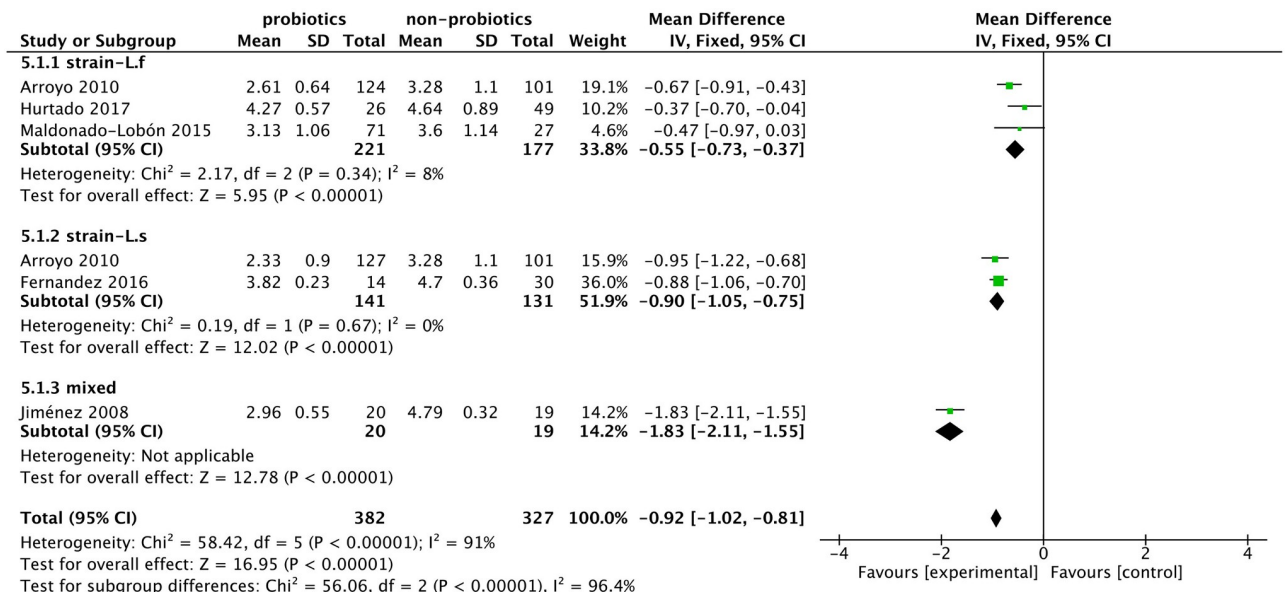 probiotics non-probiotics Mean Difference Mean Difference
Study or Subgroup Mean SD Total Mean SD Total Weight IV, Fixed, 95% CI IV, Fixed, 95% CI
5.1.1 strain-L.f
Arroyo 2010 2.61 0.64 124 3.28 1.1 101 19.1% -0.67 [-0.91, -0.43]
Hurtado 2017 4.27 0.57 26 4.64 0.89 49 10.2% -0.37 [-0.70, -0.04]
Maldonado-Lobón 2015 3.13 1.06 71 3.6 1.14 27 4.6% -0.47 [-0.97, 0.03]
Subtotal (95% CI) 221 177 33.8% -0.55 [-0.73, -0.37]
Heterogeneity: Chi² = 2.17, df = 2 (P = 0.34); I² = 8%
Test for overall effect: Z = 5.95 (P < 0.00001)
5.1.2 strain-L.s
Arroyo 2010 2.33 0.9 127 3.28 1.1 101 15.9% -0.95 [-1.22, -0.68]
Fernandez 2016 3.82 0.23 14 4.7 0.36 30 36.0% -0.88 [-1.06, -0.70]
Subtotal (95% CI) 141 131 51.9% -0.90 [-1.05, -0.75]
Heterogeneity: Chi² = 0.19, df = 1 (P = 0.67); I² = 0%
Test for overall effect: Z = 12.02 (P < 0.00001)
5.1.3 mixed
Jiménez 2008 2.96 0.55 20 4.79 0.32 19 14.2% -1.83 [-2.11, -1.55]
Subtotal (95% CI) 20 19 14.2% -1.83 [-2.11, -1.55]
Heterogeneity: Not applicable
Test for overall effect: Z = 12.78 (P < 0.00001)
Total (95% CI) 382 327 100.0% -0.92 [-1.02, -0.81]
Heterogeneity: Chi² = 58.42, df = 5 (P < 0.00001); I² = 91%
Test for overall effect: Z = 16.95 (P < 0.00001)
Test for subgroup differences: Chi² = 56.06, df = 2 (P < 0.00001), I² = 96.4%
-4 -2 0 2 4
Favours [experimental] Favours [control]